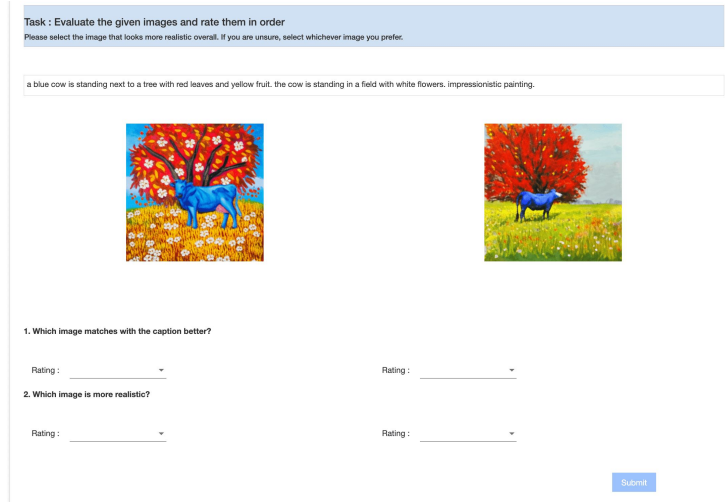 Task : Evaluate the given images and rate them in order
Please select the image that looks more realistic overall. If you are unsure, select whichever image you prefer.
a blue cow is standing next to a tree with red leaves and yellow fruit. the cow is standing in a field with white flowers. impressionistic painting.
1. Which image matches with the caption better?
Rating : Rating :
2. Which image is more realistic?
Rating : Rating :
Submit